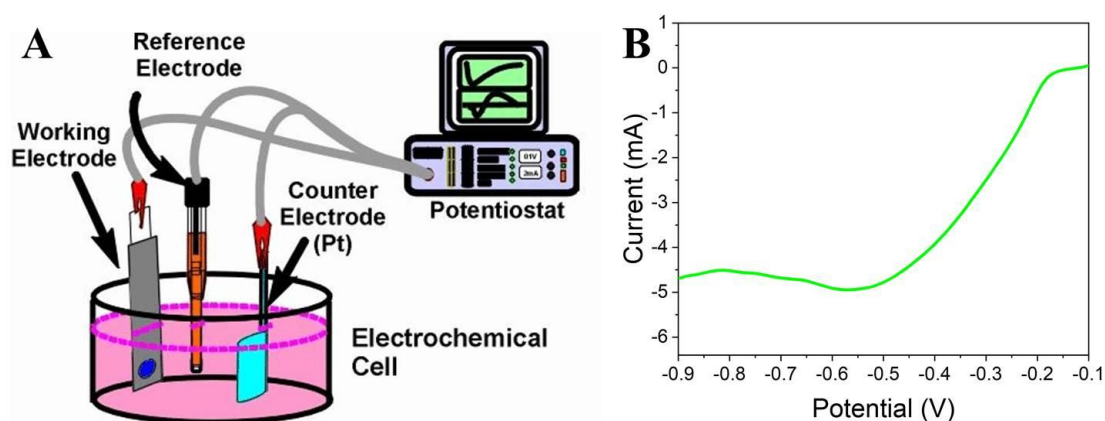 A
Reference
Electrode
Working
Electrode
Counter
Electrode
(Pt)
01V
2mA
Potentiostat
Electrochemical
Cell
B
Current (mA)
1
0
-1
-2
-3
-4
-5
-6
-0.9 -0.8 -0.7 -0.6 -0.5 -0.4 -0.3 -0.2 -0.1
Potential (V)